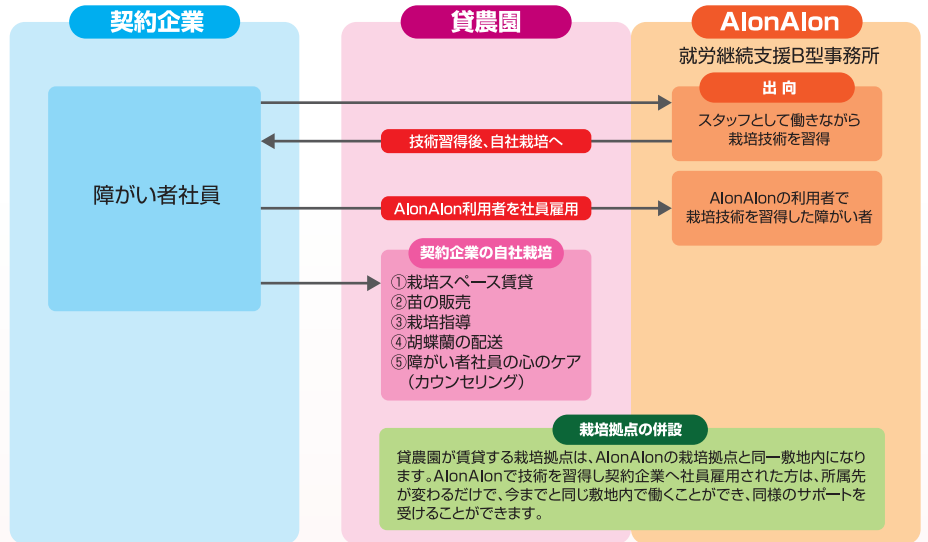 契約企業
貸農園
AlonAlon
就労継続支援B型事務所
出向
スタッフとして働きながら
栽培技術を習得
技術習得後、自社栽培へ
障がい者社員
AlonAlon利用者を社員雇用
AlonAlonの利用者で
栽培技術を習得した障がい者
契約企業の自社栽培
①栽培スペース賃貸
②苗の販売
③栽培指導
④胡蝶蘭の配送
⑤障がい者社員の心のケア
(カウンセリング)
栽培拠点の併設
貸農園が賃貸する栽培拠点は、AlonAlonの栽培拠点と同一敷地内になり
ます。AlonAlonで技術を習得し契約企業へ社員雇用された方は、所属先
が変わるだけで、今までと同じ敷地内で働くことができ、同様のサポートを
受けることができます。